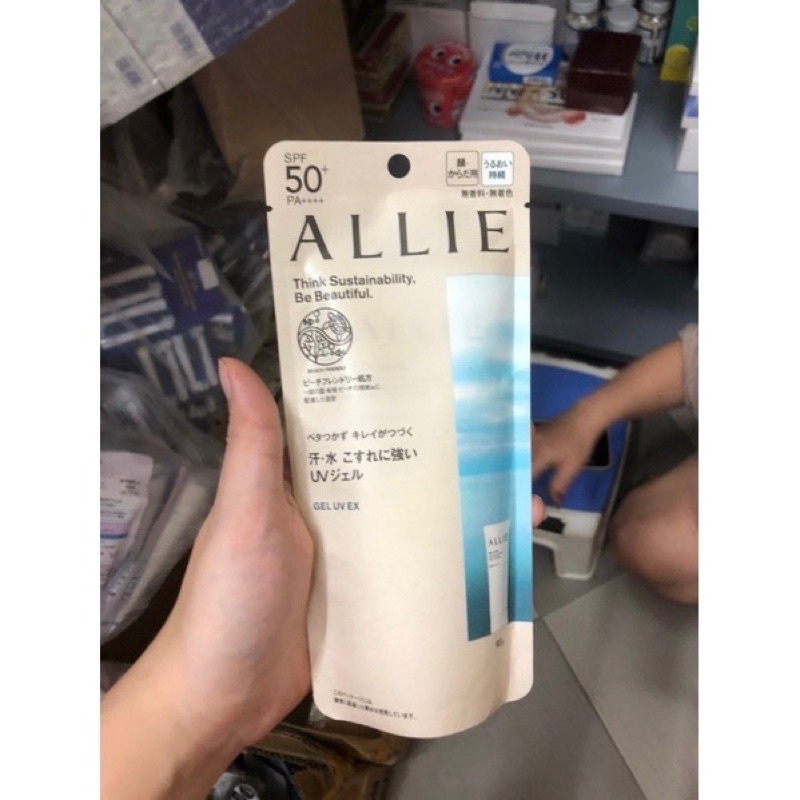 SPF
50+
PA++++
顔・
からだ用
うるおい
持続
無香料・無着色
ALLIE
Think Sustainability,
Be Beautiful.
BEACH FRIENDLY
ビーチフレンドリー処方
ベタつかず キレイがつづく
汗・水 こすれに強い
UVジェル
GEL UV EX
ALLIE